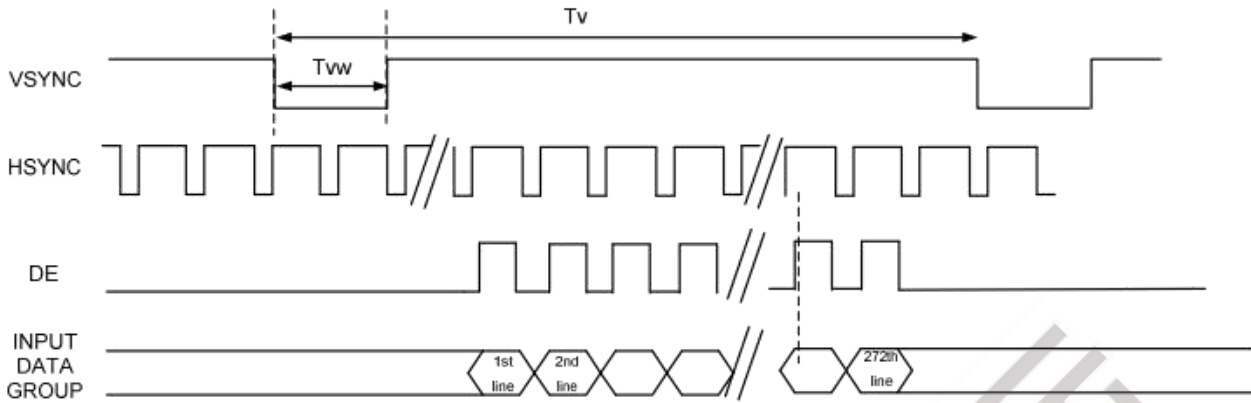 Tv
VSYNC
Tvw
HSYNC
DE
INPUT
DATA
GROUP
1st
line
2nd
line
272th
line